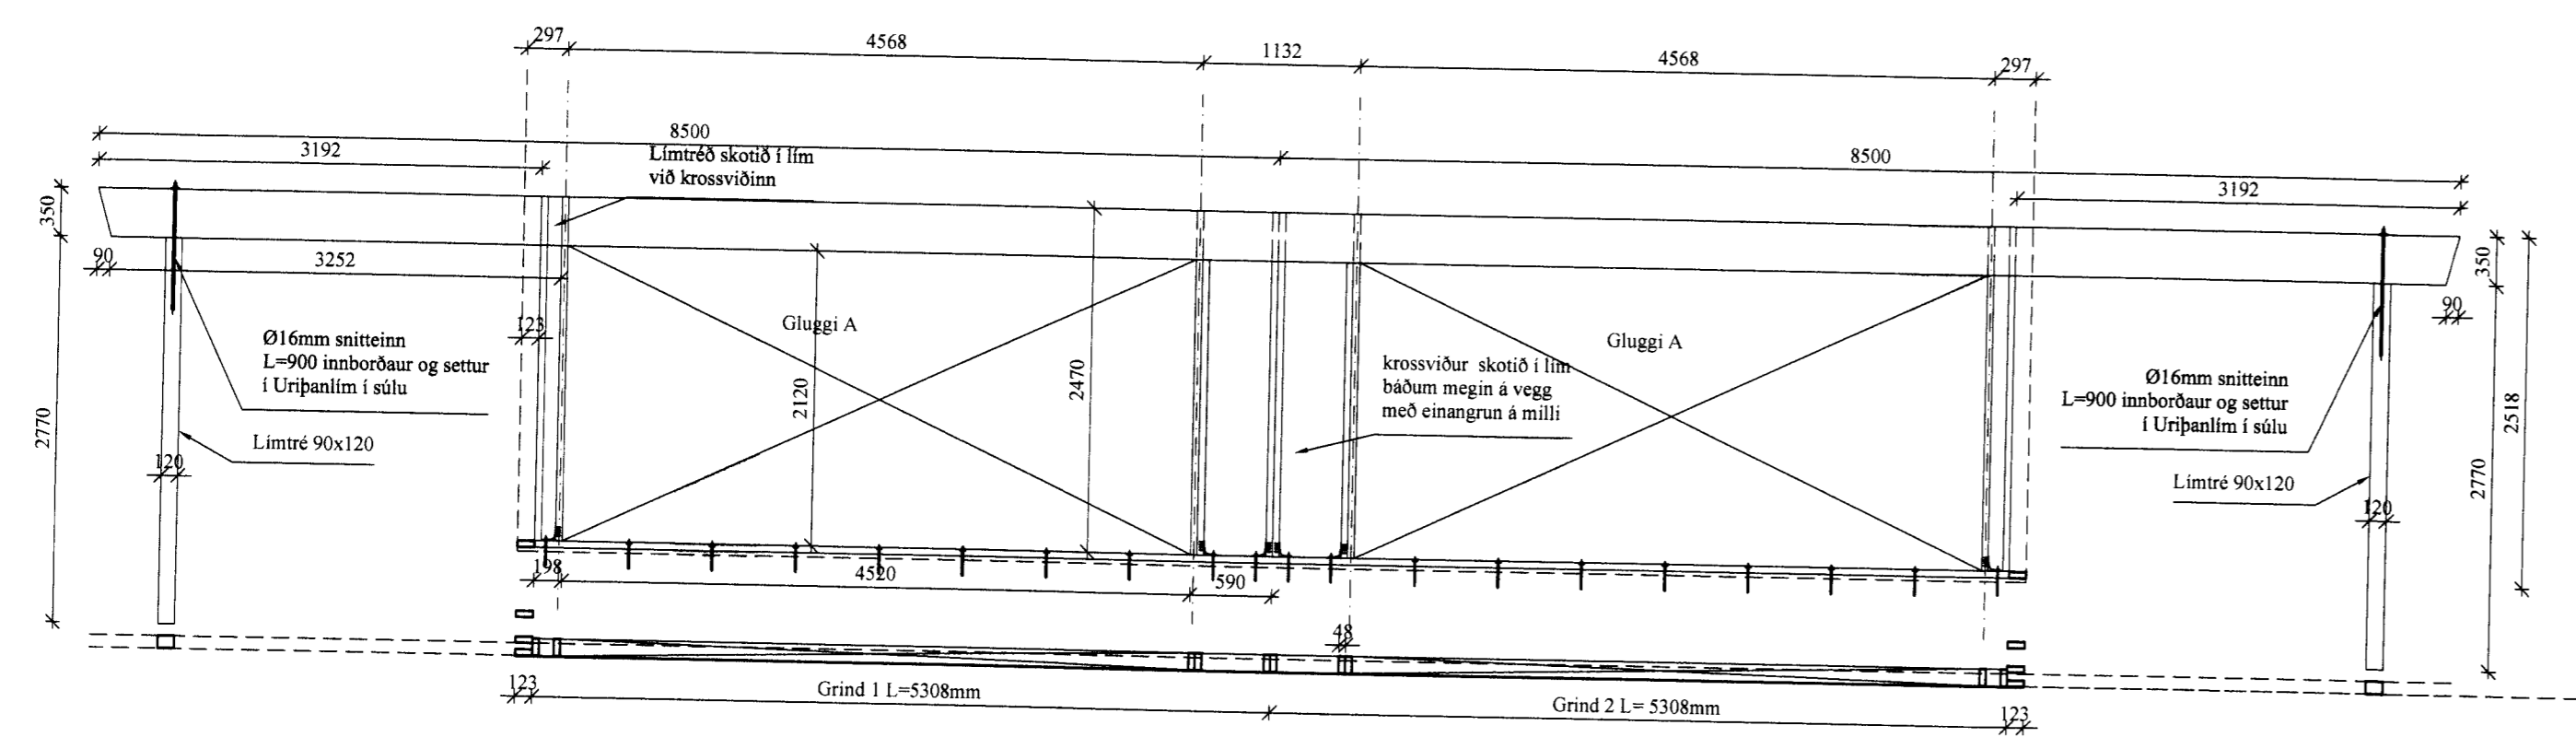 297
4568
1132
4568
297
8500
8500
3192
3192
Límtréð skotið í lím
við krossviðinn
350
350
90
3252
90
123
Gluggi A
Gluggi A
Ø16mm snitteinn
L=900 innborðaur og settur
í Uriþanlím í súlu
2120
2470
krossviður skotið í lím
báðum megin á vegg
með einangrun á milli
Ø16mm snitteinn
L=900 innborðaur og settur
í Uriþanlím í súlu
2518
2770
Límtré 90x120
120
2770
Límtré 90x120
120
198
4520
590
48
123
Grind 1 L=5308mm
Grind 2 L= 5308mm
123